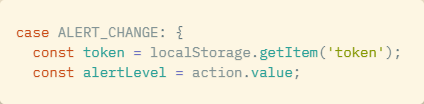 case ALERT_CHANGE: {
const token = localStorage.getItem('token');
const alertLevel = action.value;